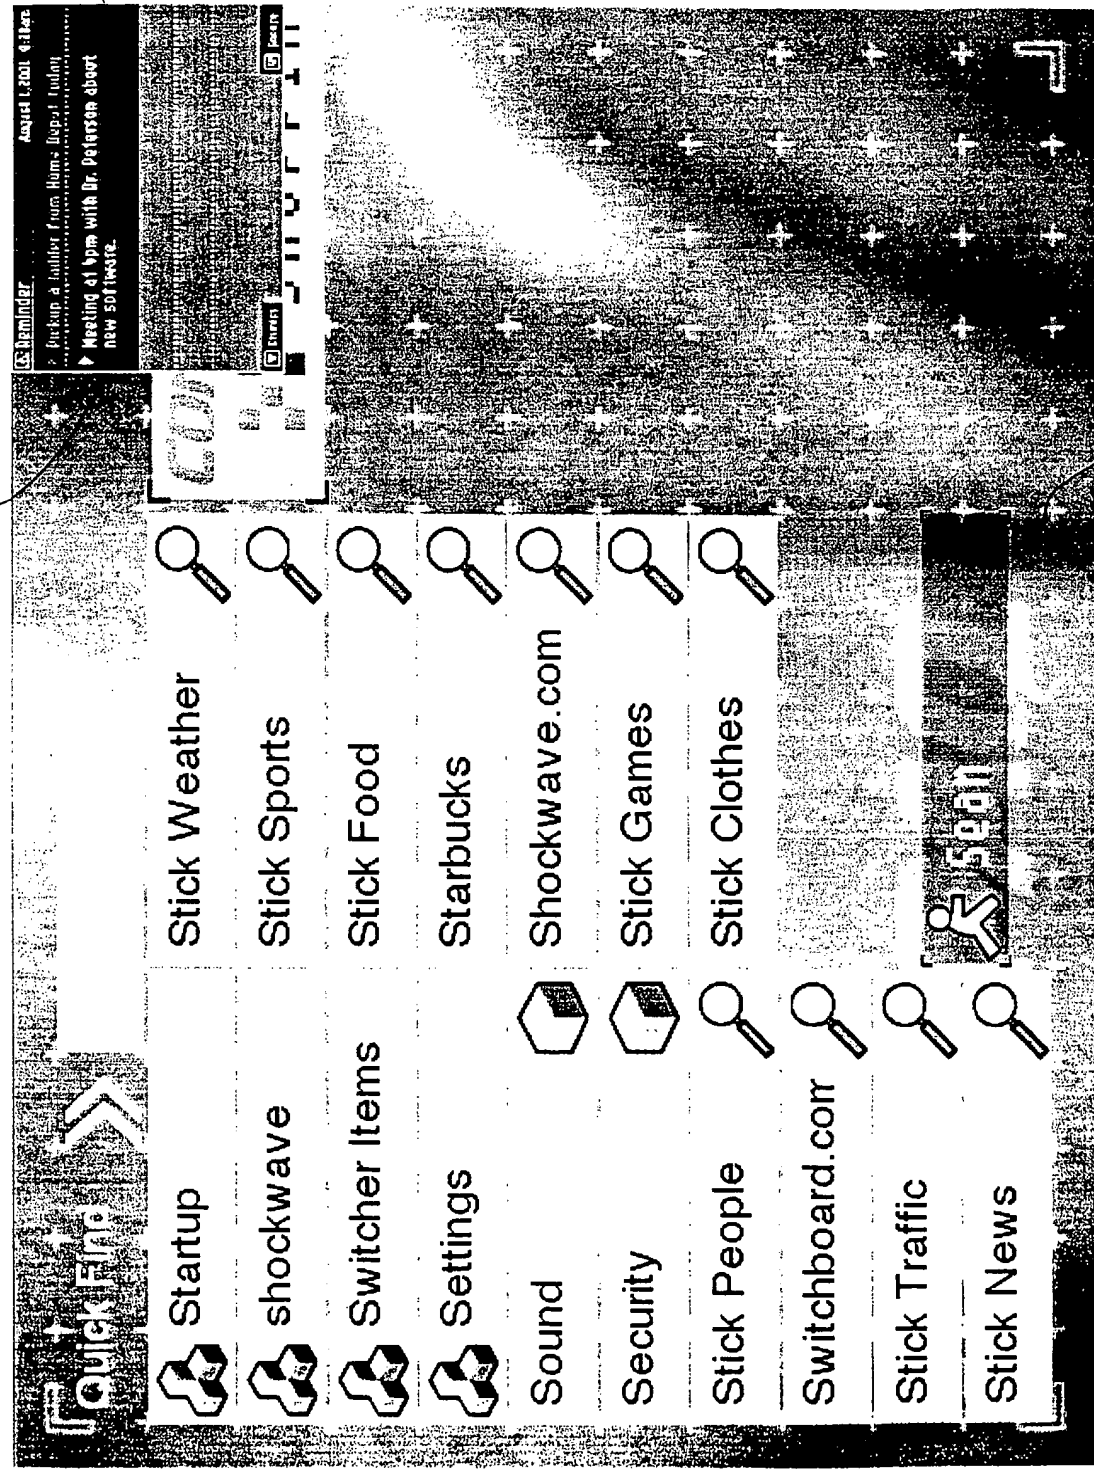 Quick Find
Startup
shockwave
Switcher Items
Settings
Sound
Security
Stick People
Switchboard.com
Stick Traffic
Stick News
Stick Weather
Stick Sports
Stick Food
Starbucks
Shockwave.com
Stick Games
Stick Clothes
Sean
Reminder August 1, 2001
Pickup a ladder from Home Depot today
Meeting at 6pm with Dr. Peterson about
new software.